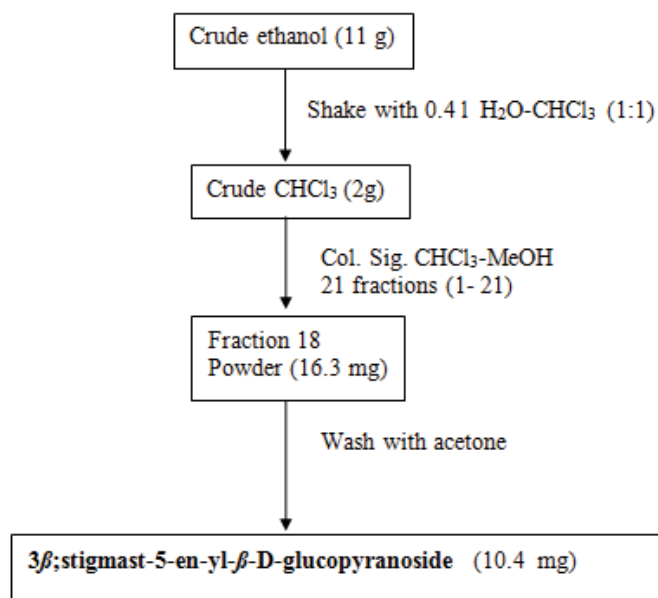 Crude ethanol (11 g)
Shake with 0.4 l H₂O-CHCl₃ (1:1)
Crude CHCl₃ (2g)
Col. Sig. CHCl₃-MeOH
21 fractions (1- 21)
Fraction 18
Powder (16.3 mg)
Wash with acetone
3β;stigmast-5-en-yl-β-D-glucopyranoside (10.4 mg)